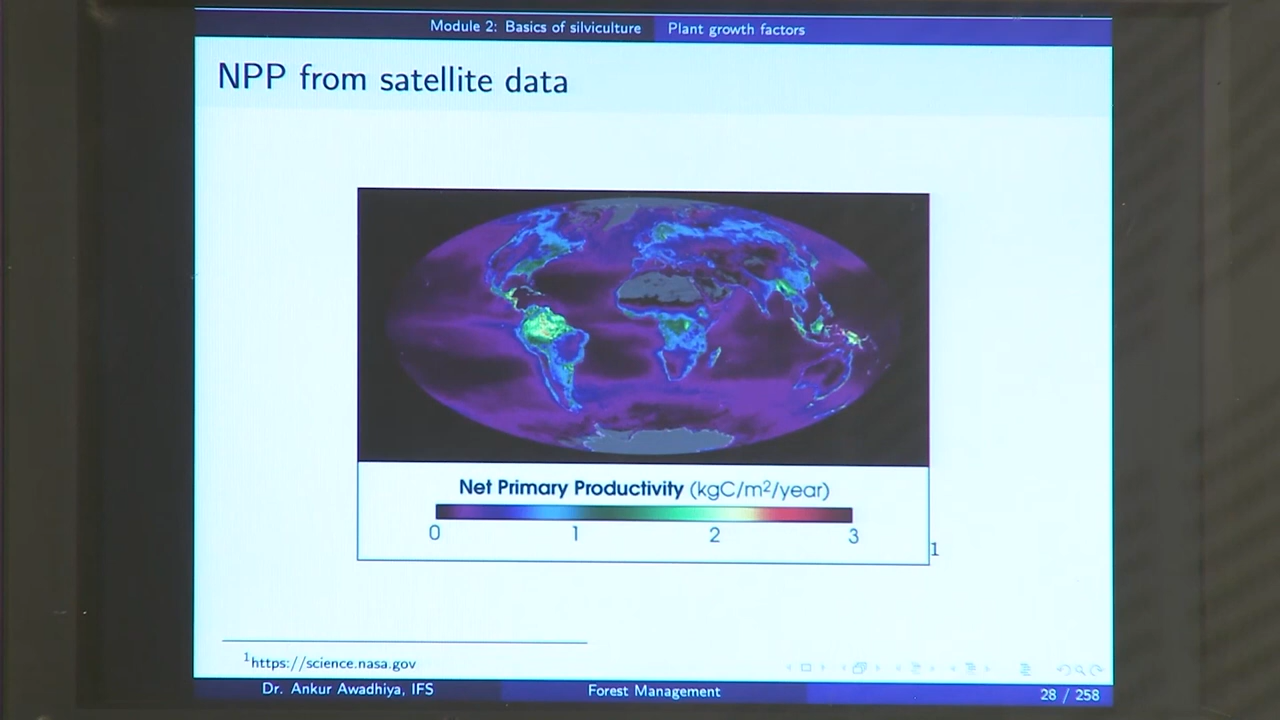 Module 2: Basics of silviculture Plant growth factors
NPP from satellite data
Net Primary Productivity (kgC/m²/year)
0 1 2 3
1
¹https://science.nasa.gov
Dr. Ankur Awadhiya, IFS Forest Management 28 / 258